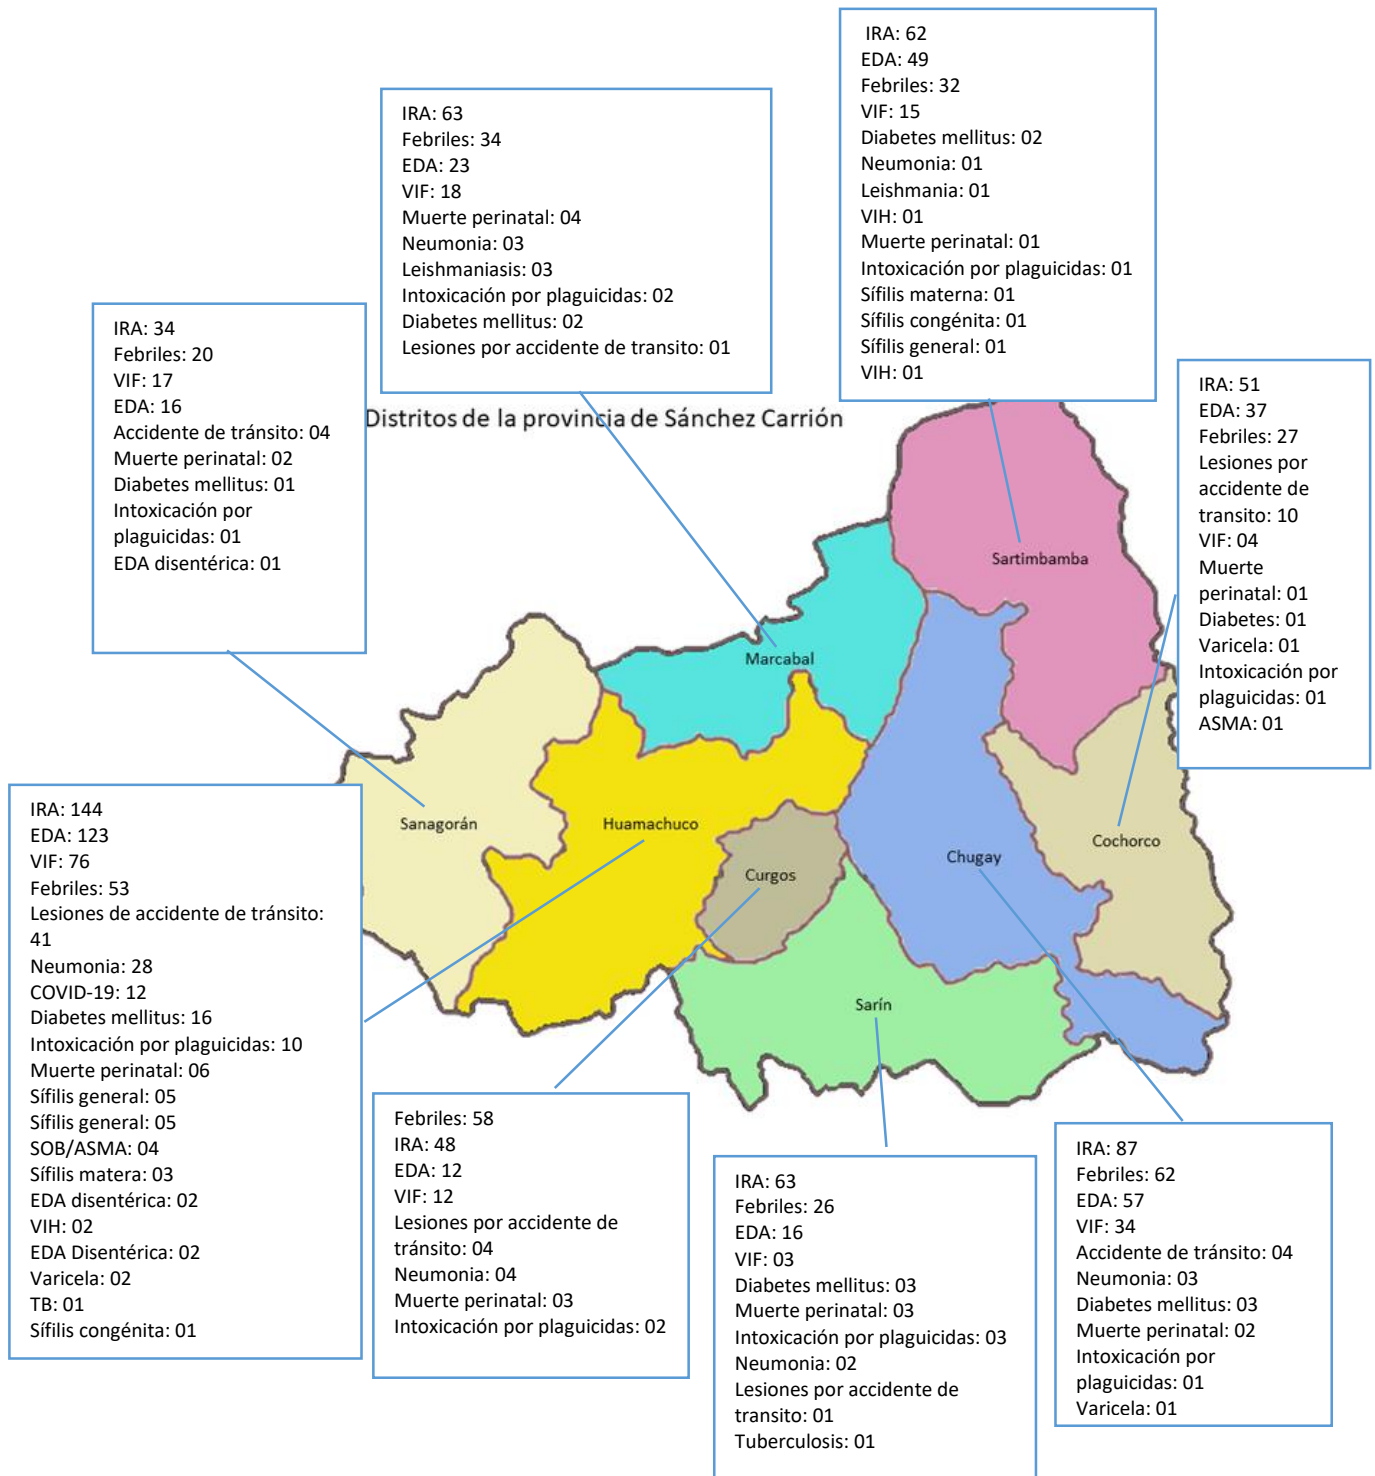 IRA: 62
EDA: 49
Febriles: 32
VIF: 15
Diabetes mellitus: 02
Neumonia: 01
Leishmania: 01
VIH: 01
Muerte perinatal: 01
Intoxicación por plaguicidas: 01
Sífilis materna: 01
Sífilis congénita: 01
Sífilis general: 01
VIH: 01
IRA: 63
Febriles: 34
EDA: 23
VIF: 18
Muerte perinatal: 04
Neumonia: 03
Leishmaniasis: 03
Intoxicación por plaguicidas: 02
Diabetes mellitus: 02
Lesiones por accidente de transito: 01
IRA: 34
Febriles: 20
VIF: 17
EDA: 16
Accidente de tránsito: 04
Muerte perinatal: 02
Diabetes mellitus: 01
Intoxicación por
plaguicidas: 01
EDA disentérica: 01
IRA: 51
EDA: 37
Febriles: 27
Lesiones por
accidente de
transito: 10
VIF: 04
Muerte
perinatal: 01
Diabetes: 01
Varicela: 01
Intoxicación por
plaguicidas: 01
ASMA: 01
Distritos de la provincia de Sánchez Carrión
Sartimbamba
Marcabal
Sanagorán
Huamachuco
Curgos
Chugay
Cochorco
Sarín
IRA: 144
EDA: 123
VIF: 76
Febriles: 53
Lesiones de accidente de tránsito:
41
Neumonia: 28
COVID-19: 12
Diabetes mellitus: 16
Intoxicación por plaguicidas: 10
Muerte perinatal: 06
Sífilis general: 05
Sífilis general: 05
SOB/ASMA: 04
Sífilis matera: 03
EDA disentérica: 02
VIH: 02
EDA Disentérica: 02
Varicela: 02
TB: 01
Sífilis congénita: 01
Febriles: 58
IRA: 48
EDA: 12
VIF: 12
Lesiones por accidente de
tránsito: 04
Neumonia: 04
Muerte perinatal: 03
Intoxicación por plaguicidas: 02
IRA: 63
Febriles: 26
EDA: 16
VIF: 03
Diabetes mellitus: 03
Muerte perinatal: 03
Intoxicación por plaguicidas: 03
Neumonia: 02
Lesiones por accidente de
transito: 01
Tuberculosis: 01
IRA: 87
Febriles: 62
EDA: 57
VIF: 34
Accidente de tránsito: 04
Neumonia: 03
Diabetes mellitus: 03
Muerte perinatal: 02
Intoxicación por
plaguicidas: 01
Varicela: 01